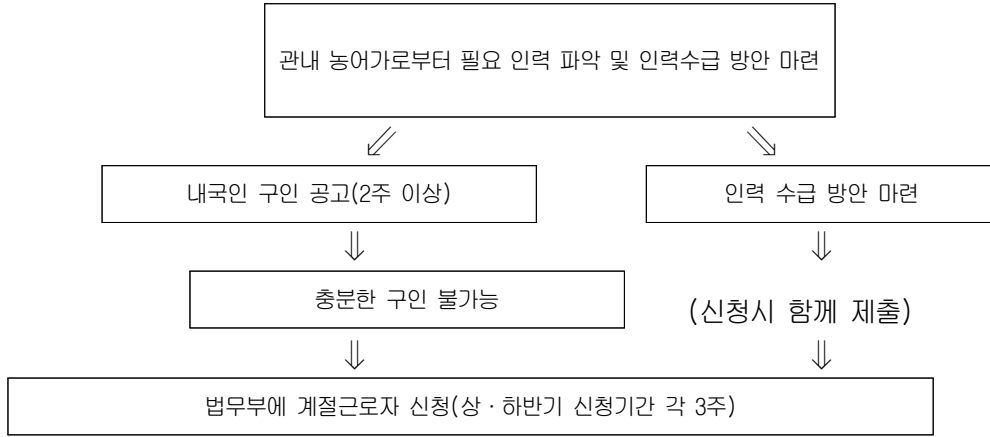 관내 농어가로부터 필요 인력 파악 및 인력수급 방안 마련
내국인 구인 공고(2주 이상)
인력 수급 방안 마련
충분한 구인 불가능
(신청시 함께 제출)
법무부에 계절근로자 신청(상·하반기 신청기간 각 3주)